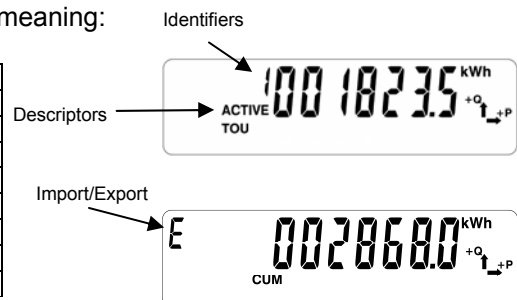 meaning:
Identifiers
1001823.5 kWh
Descriptors
ACTIVE
TOU
+Q
+P
Import/Export
E 002868.0 kWh
+Q
+P
CUM